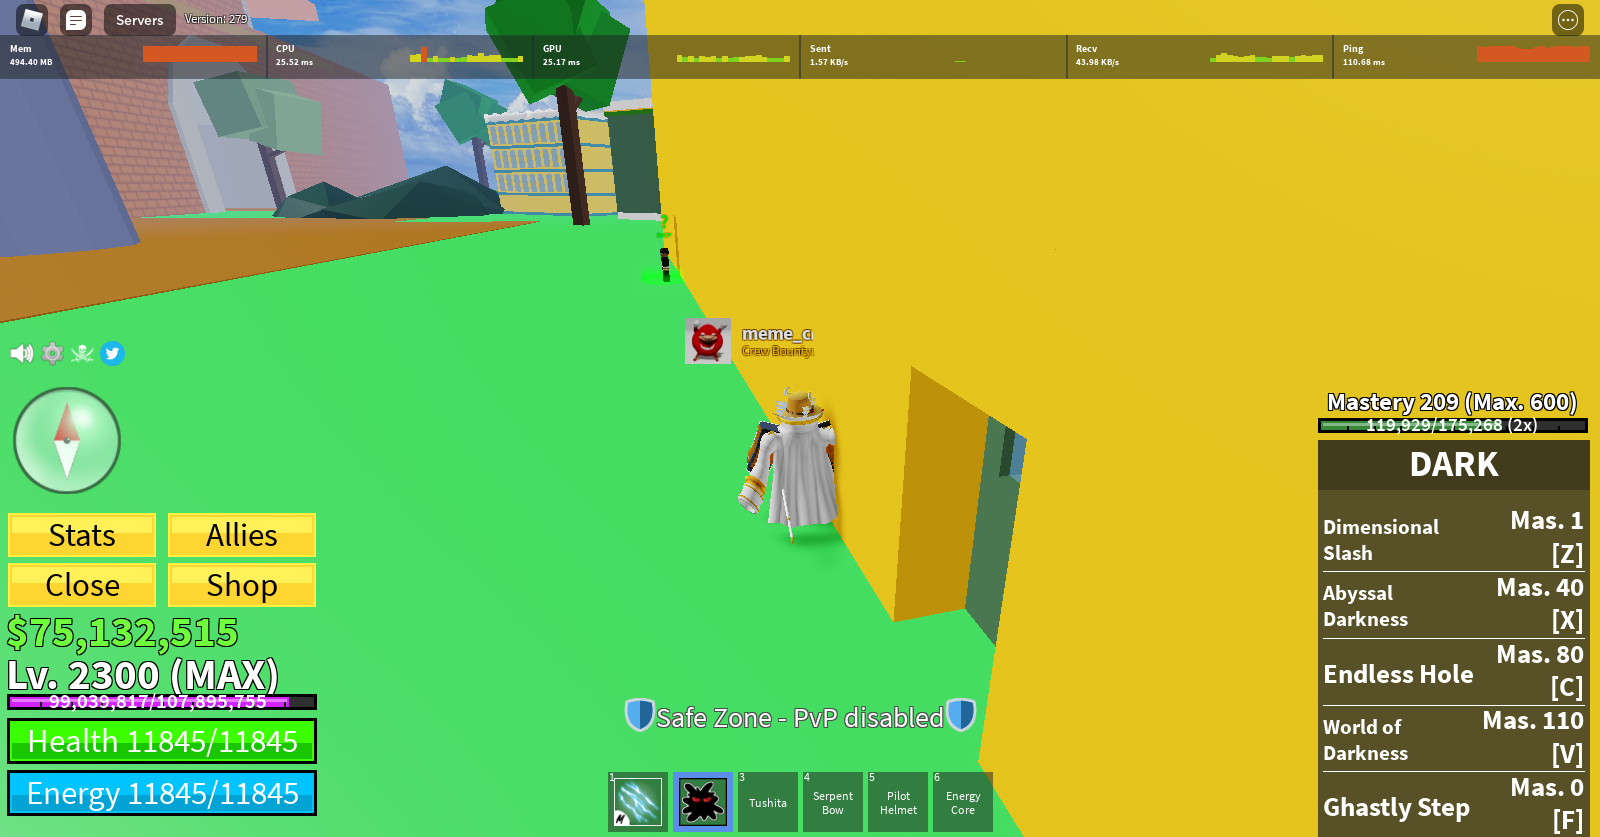 Servers
Version: 279
Mem
494.40 MB
CPU
25.52 ms
GPU
25.17 ms
Sent
1.57 KB/s
Recv
43.98 KB/s
Ping
110.68 ms
?
meme_c
Crew Bounty:
Stats
Allies
Close
Shop
$75,132,515
Lv. 2300 (MAX)
99,039,817/107,895,755
Health 11845/11845
Energy 11845/11845
Safe Zone - PvP disabled
1
3
Tushita
4
Serpent
Bow
5
Pilot
Helmet
6
Energy
Core
Mastery 209 (Max. 600)
119,929/175,268 (2x)
DARK
Dimensional
Slash
Mas. 1
[Z]
Abyssal
Darkness
Mas. 40
[X]
Endless Hole
Mas. 80
[C]
World of
Darkness
Mas. 110
[V]
Ghastly Step
Mas. 0
[F]